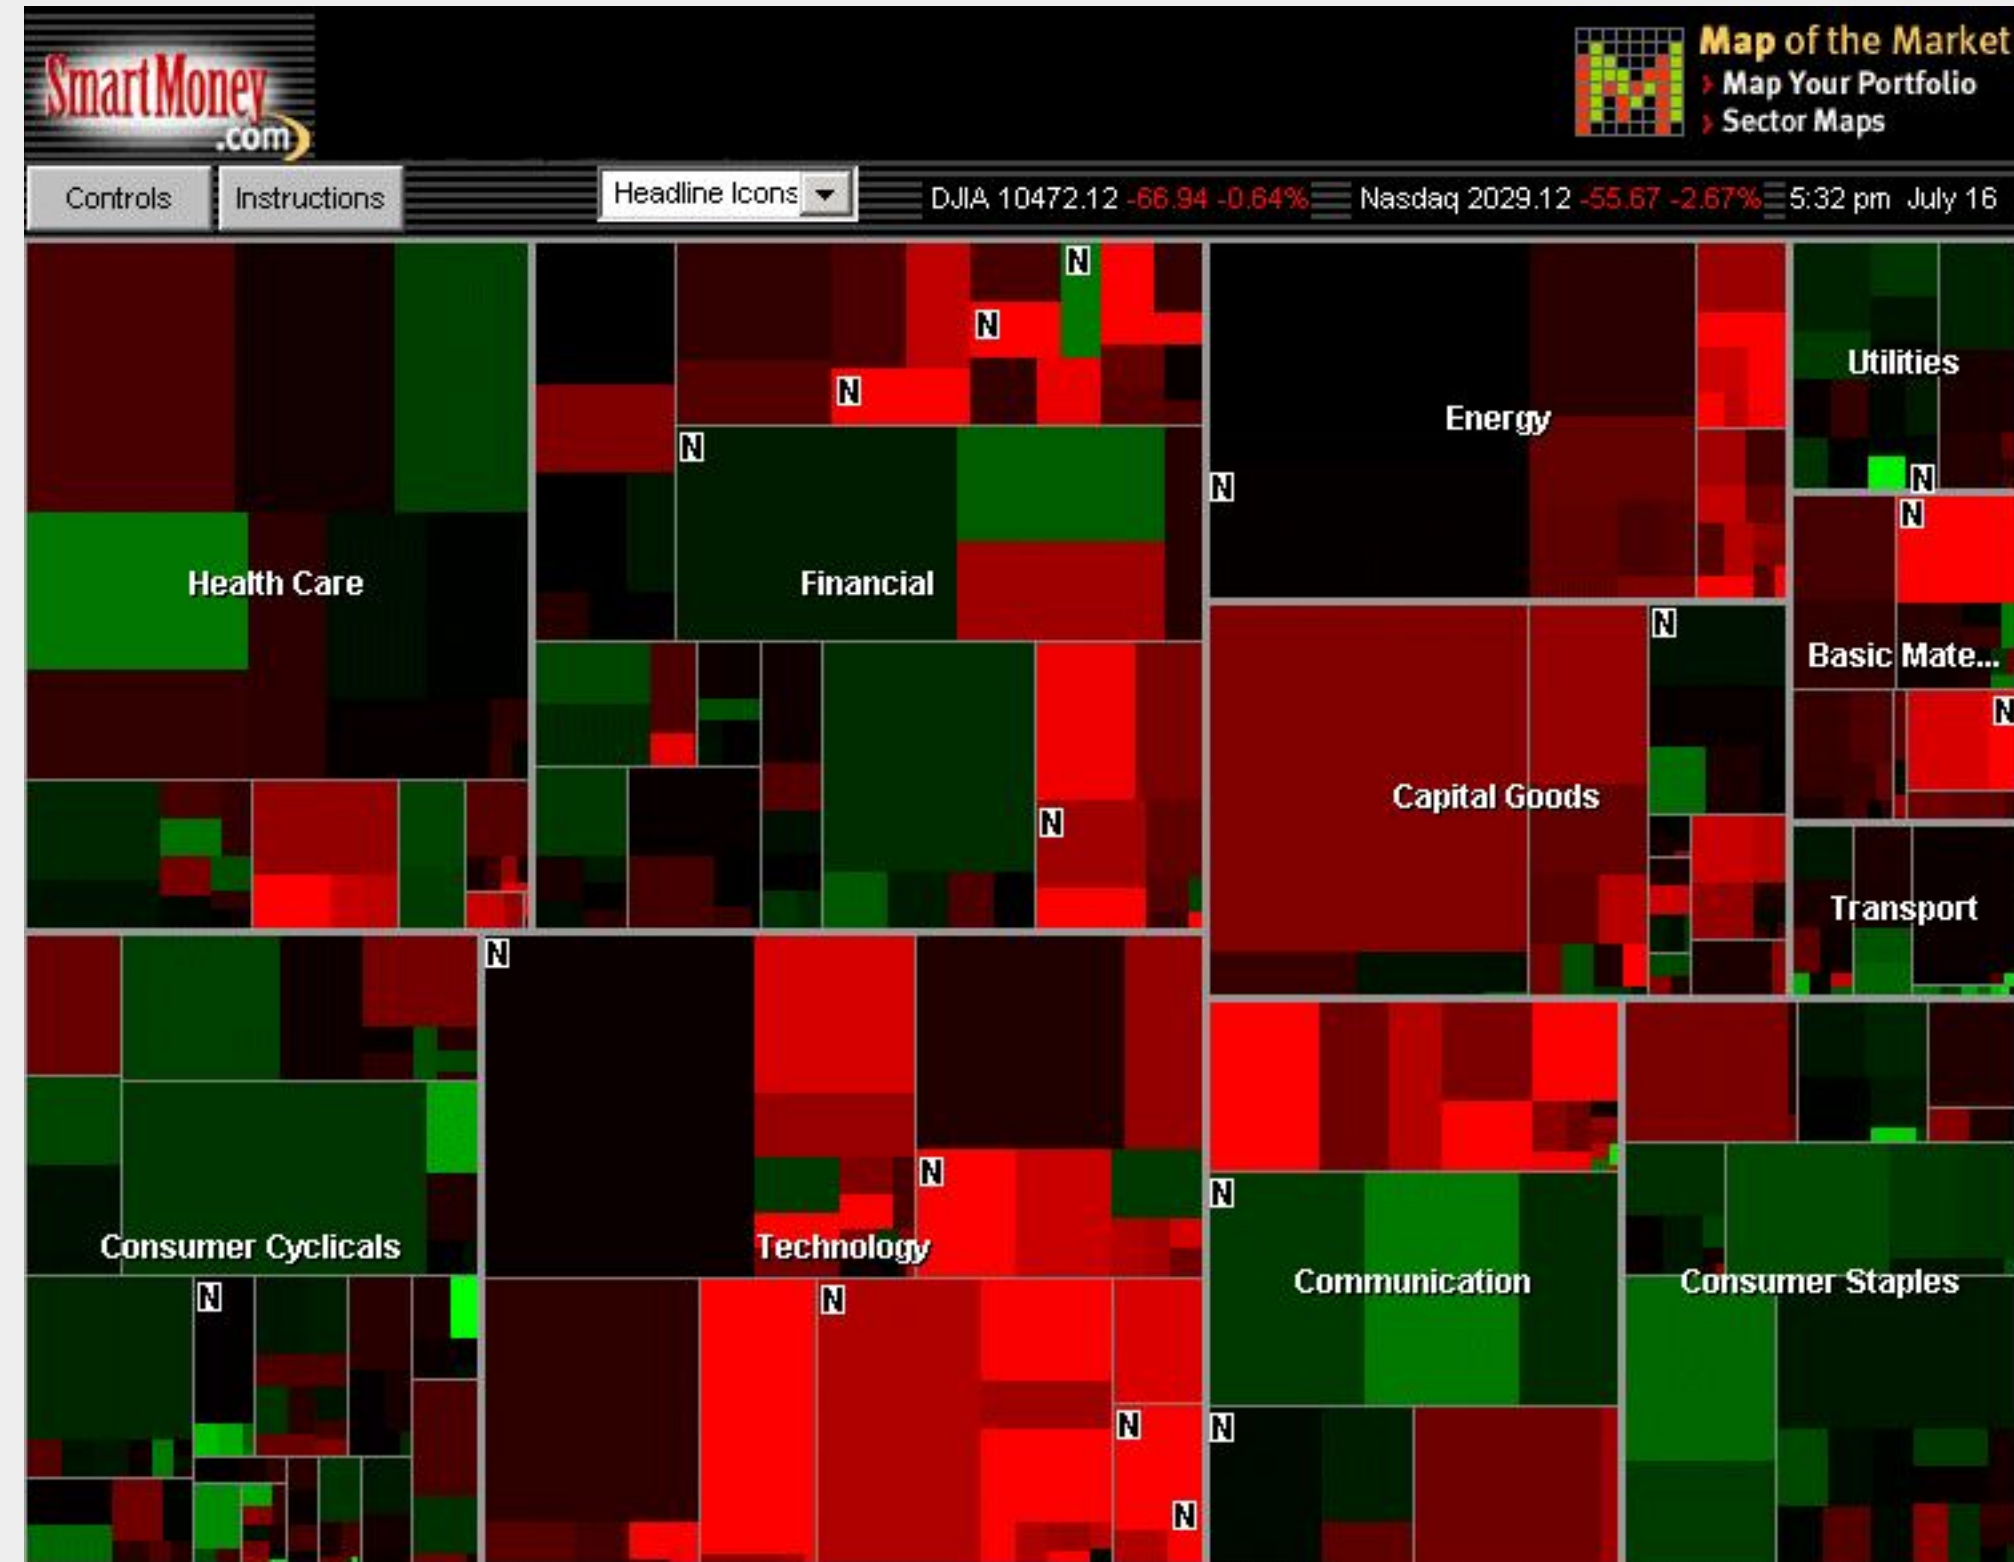 SmartMoney
.com
Map of the Market
Map Your Portfolio
Sector Maps
Controls
Instructions
Headline Icons
DJIA 10472.12 -66.94 -0.64%
Nasdaq 2029.12 -55.67 -2.67%
5:32 pm July 16
N
N
N
N
Utilities
Energy
N
N
N
Health Care
Financial
N
Basic Mate...
N
Capital Goods
N
Transport
N
N
N
Consumer Cyclicals
Technology
Communication
Consumer Staples
N
N
N
N
N